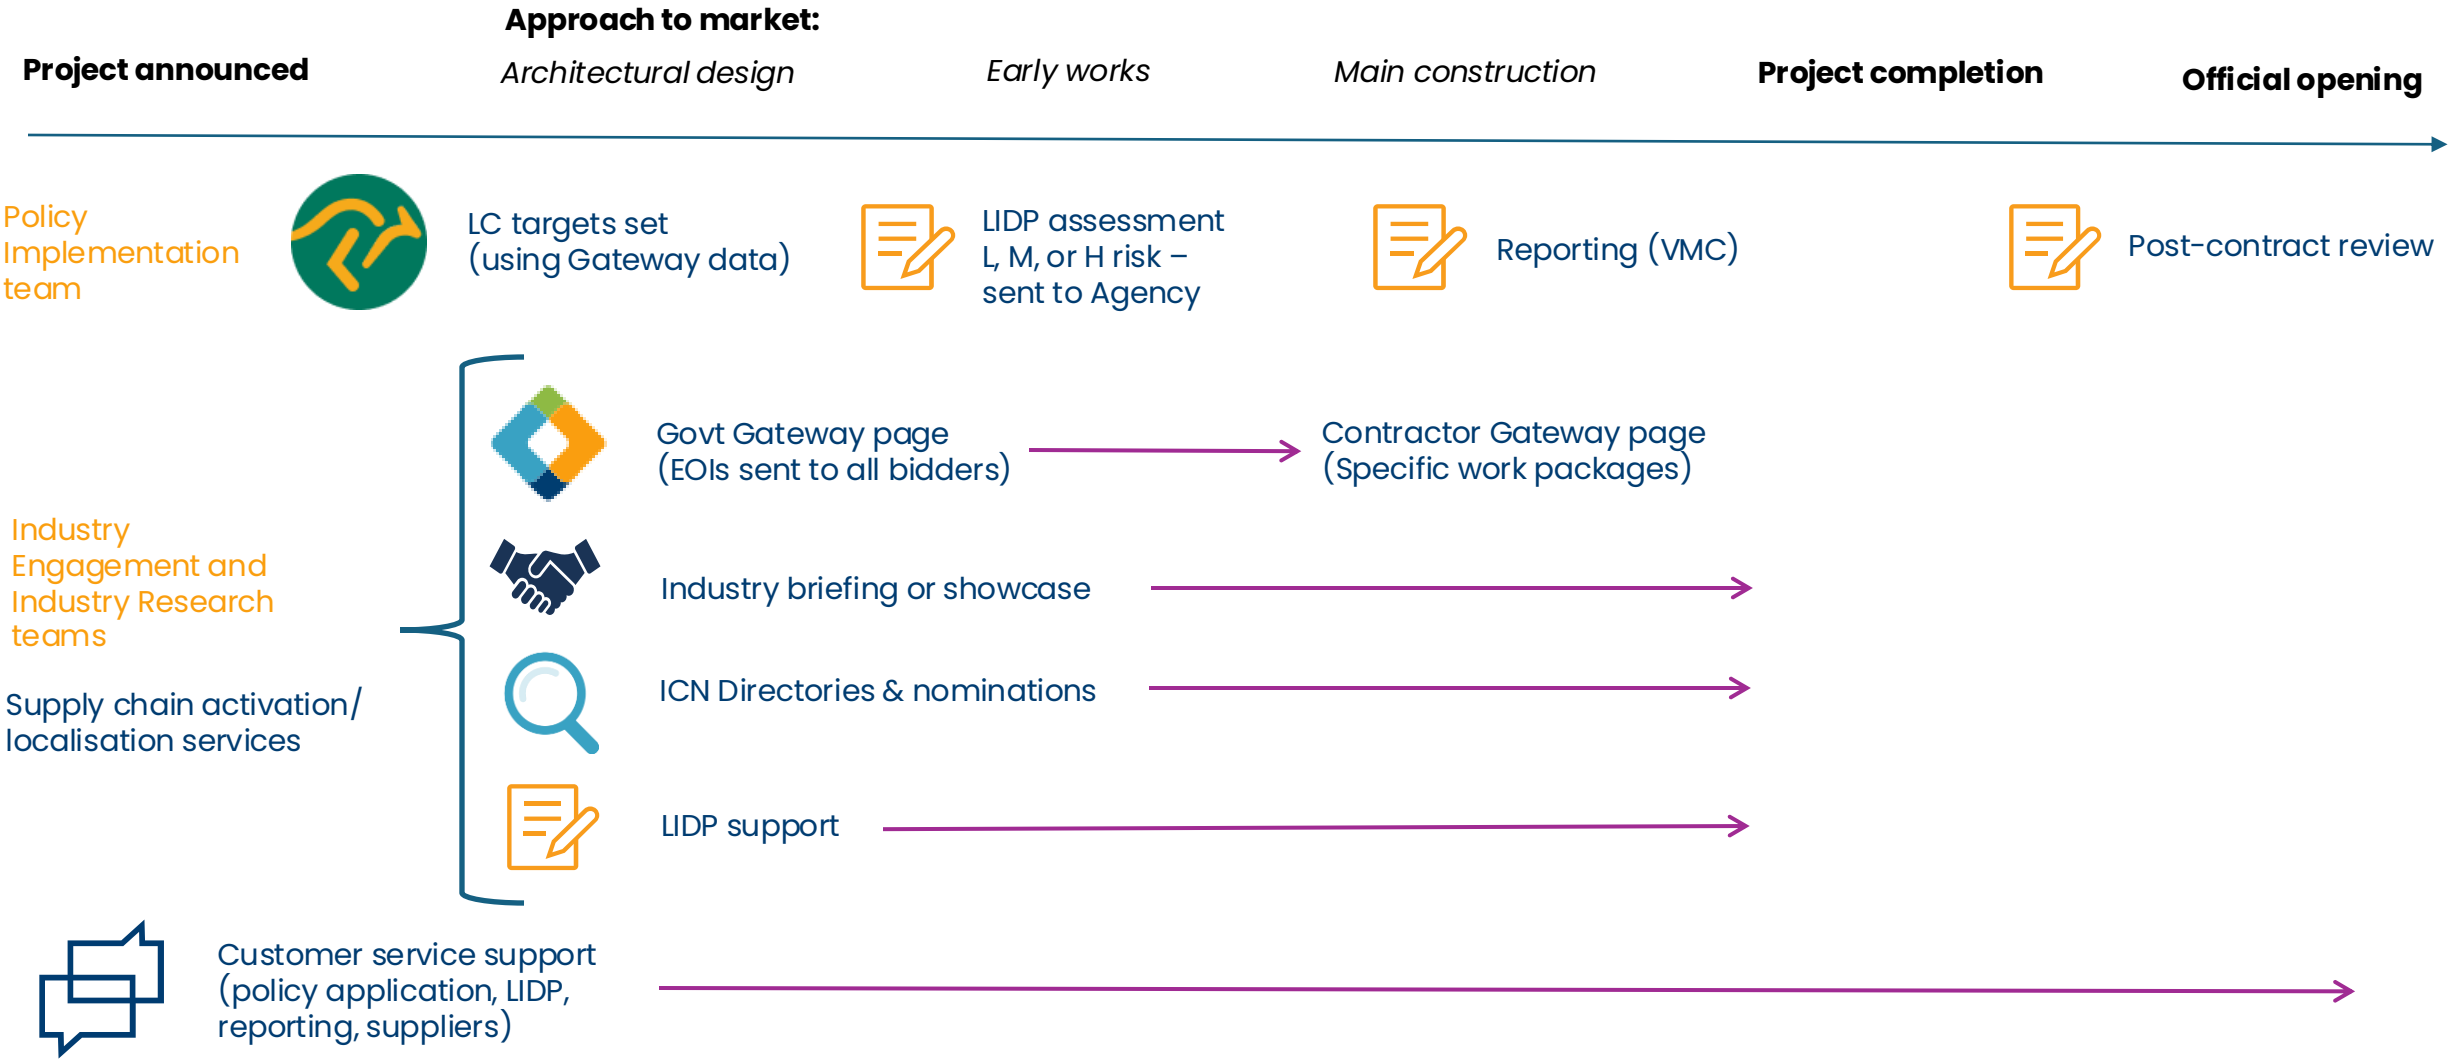 Approach to market:
Project announced
Architectural design
Early works
Main construction
Project completion
Official opening
Policy
Implementation
team
LC targets set
(using Gateway data)
LIDP assessment
L, M, or H risk –
sent to Agency
Reporting (VMC)
Post-contract review
Industry
Engagement and
Industry Research
teams
Supply chain activation/
localisation services
Govt Gateway page
(EOIs sent to all bidders)
Contractor Gateway page
(Specific work packages)
Industry briefing or showcase
ICN Directories & nominations
LIDP support
Customer service support
(policy application, LIDP,
reporting, suppliers)